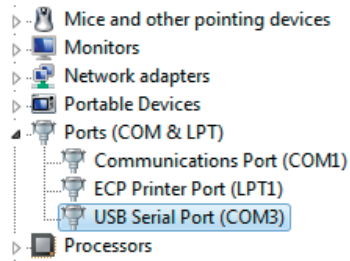 Mice and other pointing devices
Monitors
Network adapters
Portable Devices
Ports (COM & LPT)
Communications Port (COM1)
ECP Printer Port (LPT1)
USB Serial Port (COM3)
Processors